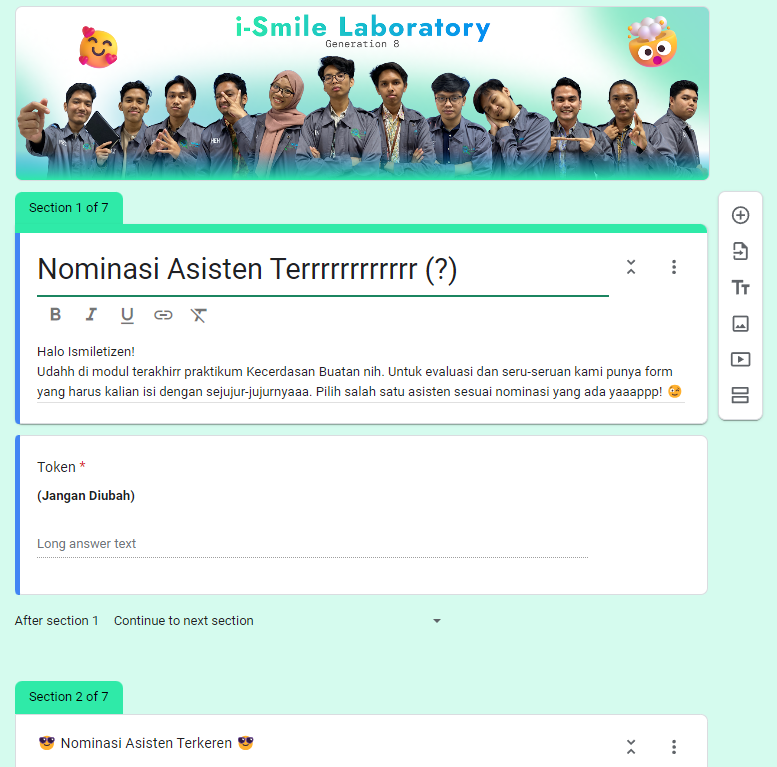 i-Smile Laboratory
Generation 8
Section 1 of 7
Nominasi Asisten Terrrrrrrrrrrr (?)
B I U
Halo Ismiletizen!
Udahh di modul terakhirr praktikum Kecerdasan Buatan nih. Untuk evaluasi dan seru-seruan kami punya form
yang harus kalian isi dengan sejujur-jujurnyaaa. Pilih salah satu asisten sesuai nominasi yang ada yaaappp! 😉
Token *
(Jangan Diubah)
Long answer text
After section 1 Continue to next section
Section 2 of 7
😎 Nominasi Asisten Terkeren 😎